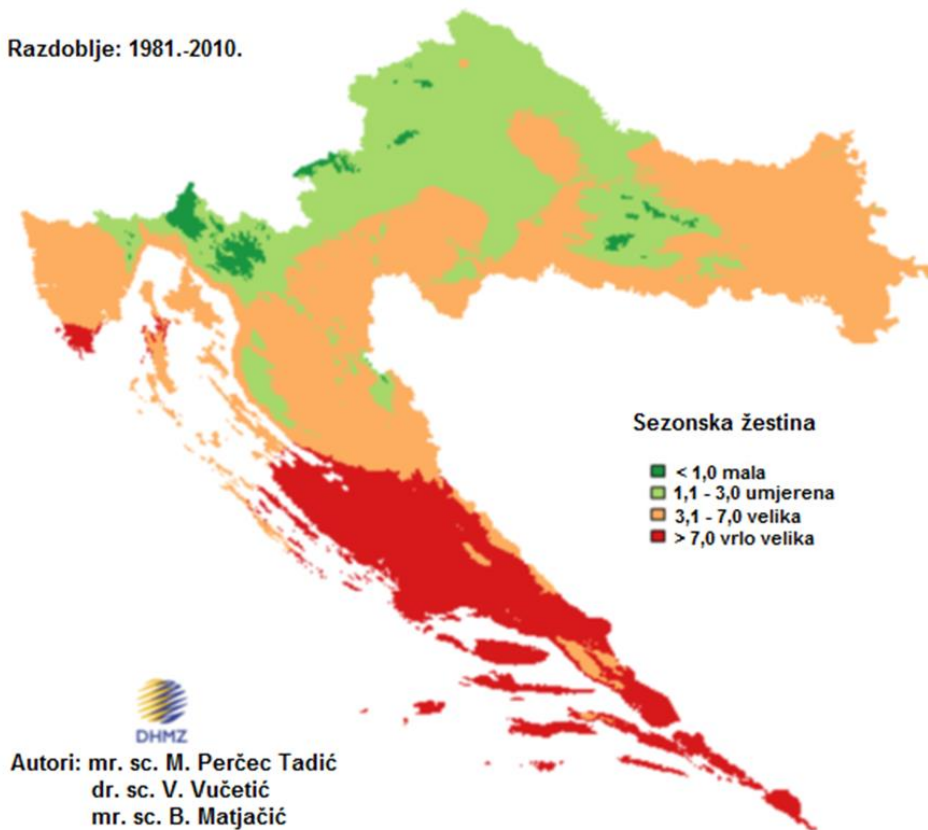 Razdoblje: 1981.-2010.
Sezonska žestina
< 1,0 mala
1,1 - 3,0 umjerena
3,1 - 7,0 velika
> 7,0 vrlo velika
DHMZ
Autori: mr. sc. M. Perčec Tadić
dr. sc. V. Vučetić
mr. sc. B. Matjačić